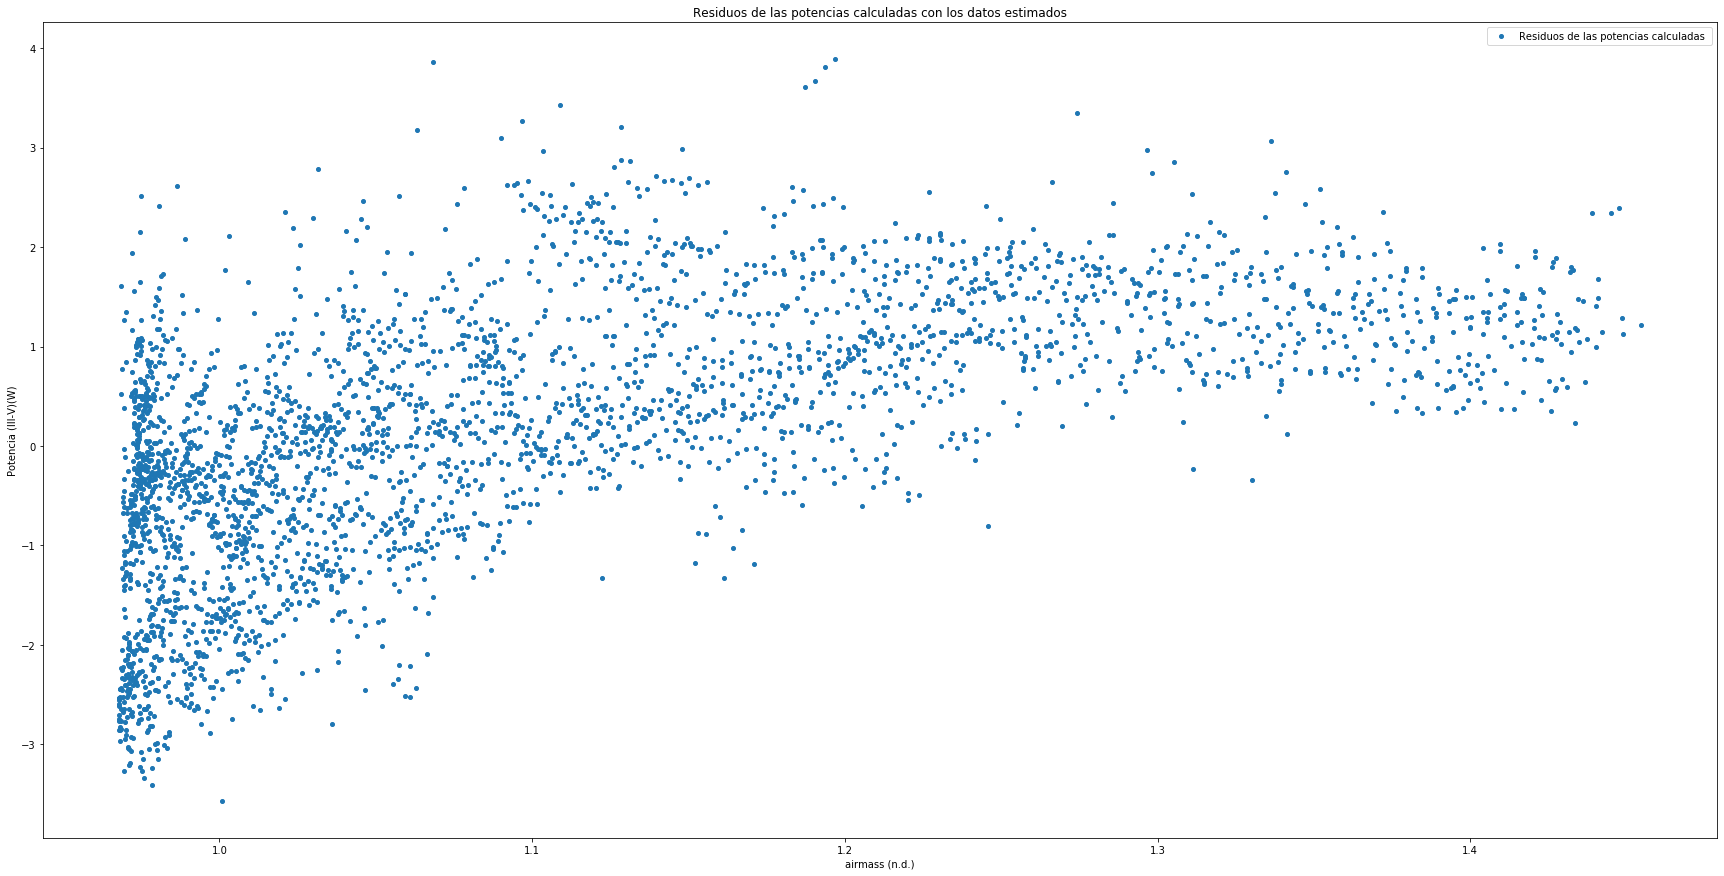 Residuos de las potencias calculadas con los datos estimados
Residuos de las potencias calculadas
Potencia (III-V)(W)
4
3
2
1
0
−1
−2
−3
1.0 1.1 1.2 1.3 1.4
airmass (n.d.)